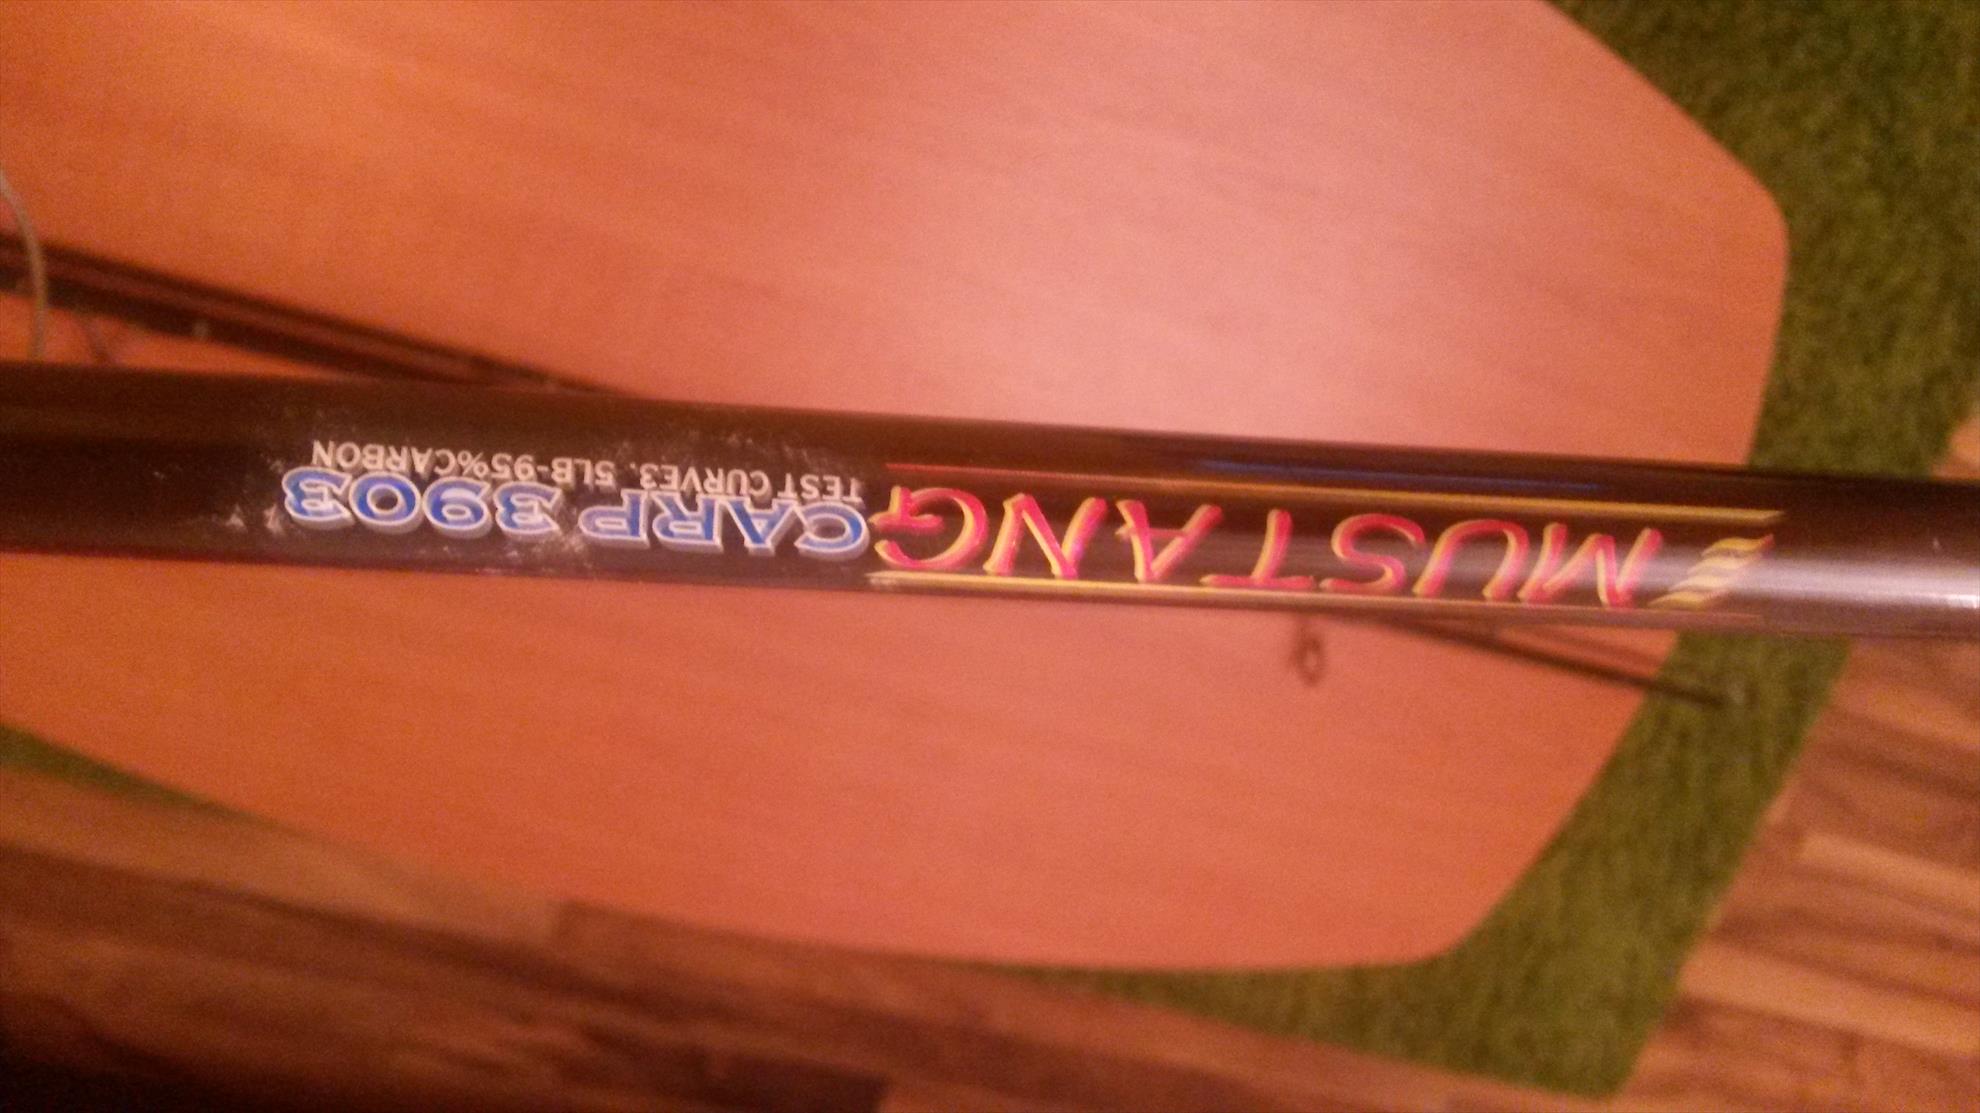 MUSTANG
CARP 3903
TEST CURVE3. 5LB-95%CARBON